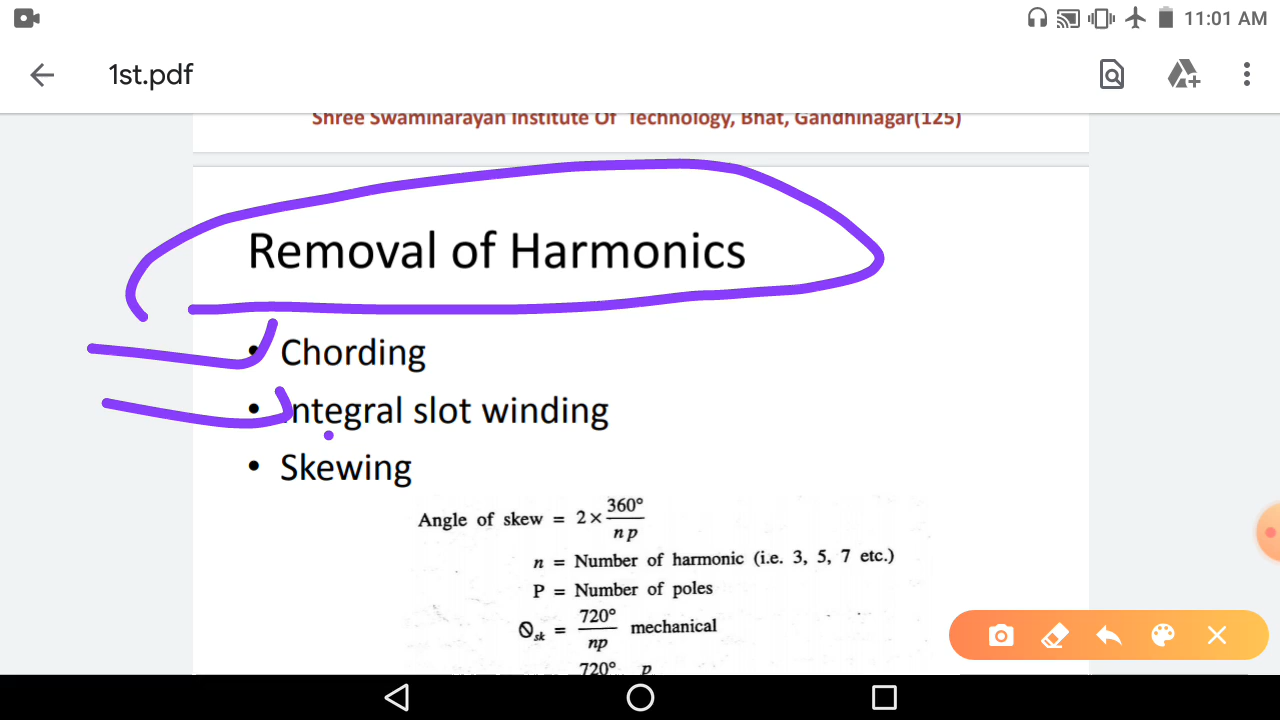 11:01 AM
1st.pdf
Shree Swaminarayan Institute Of Technology, Bhat, Gandhinagar(125)
Removal of Harmonics
• Chording
• Integral slot winding
• Skewing
Angle of skew = 2 × 360° / n p
n = Number of harmonic (i.e. 3, 5, 7 etc.)
P = Number of poles
θsk = 720° / np mechanical
720° p